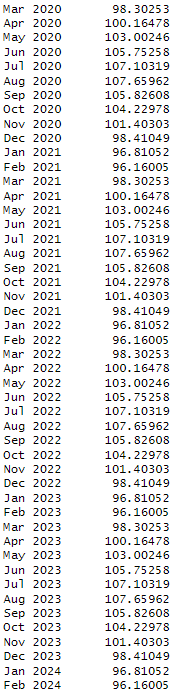 Mar 2020 98.30253
Apr 2020 100.16478
May 2020 103.00246
Jun 2020 105.75258
Jul 2020 107.10319
Aug 2020 107.65962
Sep 2020 105.82608
Oct 2020 104.22978
Nov 2020 101.40303
Dec 2020 98.41049
Jan 2021 96.81052
Feb 2021 96.16005
Mar 2021 98.30253
Apr 2021 100.16478
May 2021 103.00246
Jun 2021 105.75258
Jul 2021 107.10319
Aug 2021 107.65962
Sep 2021 105.82608
Oct 2021 104.22978
Nov 2021 101.40303
Dec 2021 98.41049
Jan 2022 96.81052
Feb 2022 96.16005
Mar 2022 98.30253
Apr 2022 100.16478
May 2022 103.00246
Jun 2022 105.75258
Jul 2022 107.10319
Aug 2022 107.65962
Sep 2022 105.82608
Oct 2022 104.22978
Nov 2022 101.40303
Dec 2022 98.41049
Jan 2023 96.81052
Feb 2023 96.16005
Mar 2023 98.30253
Apr 2023 100.16478
May 2023 103.00246
Jun 2023 105.75258
Jul 2023 107.10319
Aug 2023 107.65962
Sep 2023 105.82608
Oct 2023 104.22978
Nov 2023 101.40303
Dec 2023 98.41049
Jan 2024 96.81052
Feb 2024 96.16005